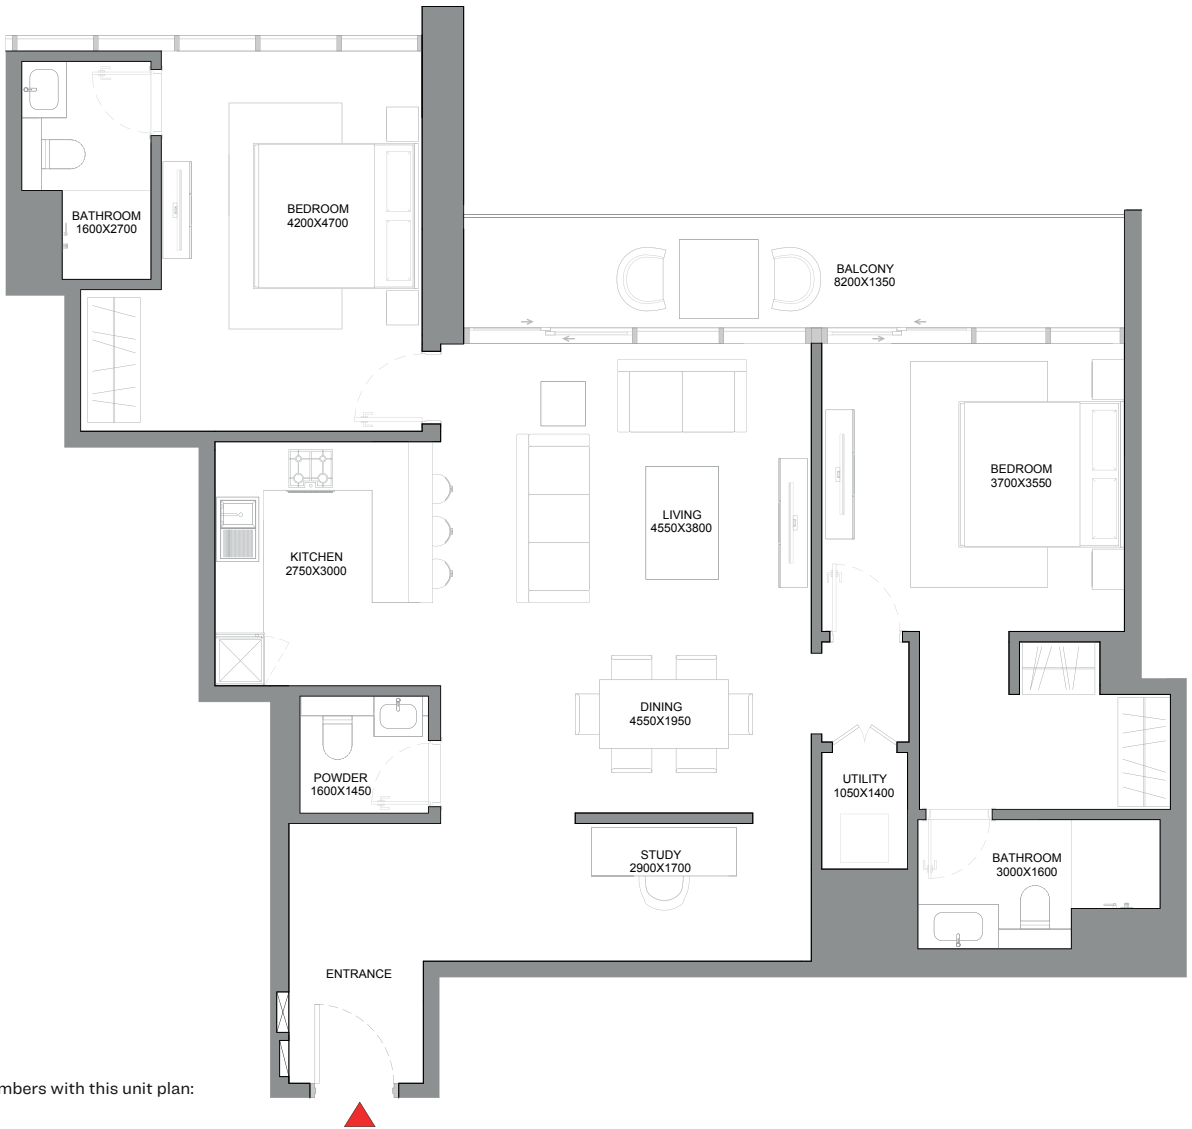 BATHROOM
1600X2700
BEDROOM
4200X4700
BALCONY
8200X1350
BEDROOM
3700X3550
LIVING
4550X3800
KITCHEN
2750X3000
DINING
4550X1950
POWDER
1600X1450
UTILITY
1050X1400
STUDY
2900X1700
BATHROOM
3000X1600
ENTRANCE
mbers with this unit plan: